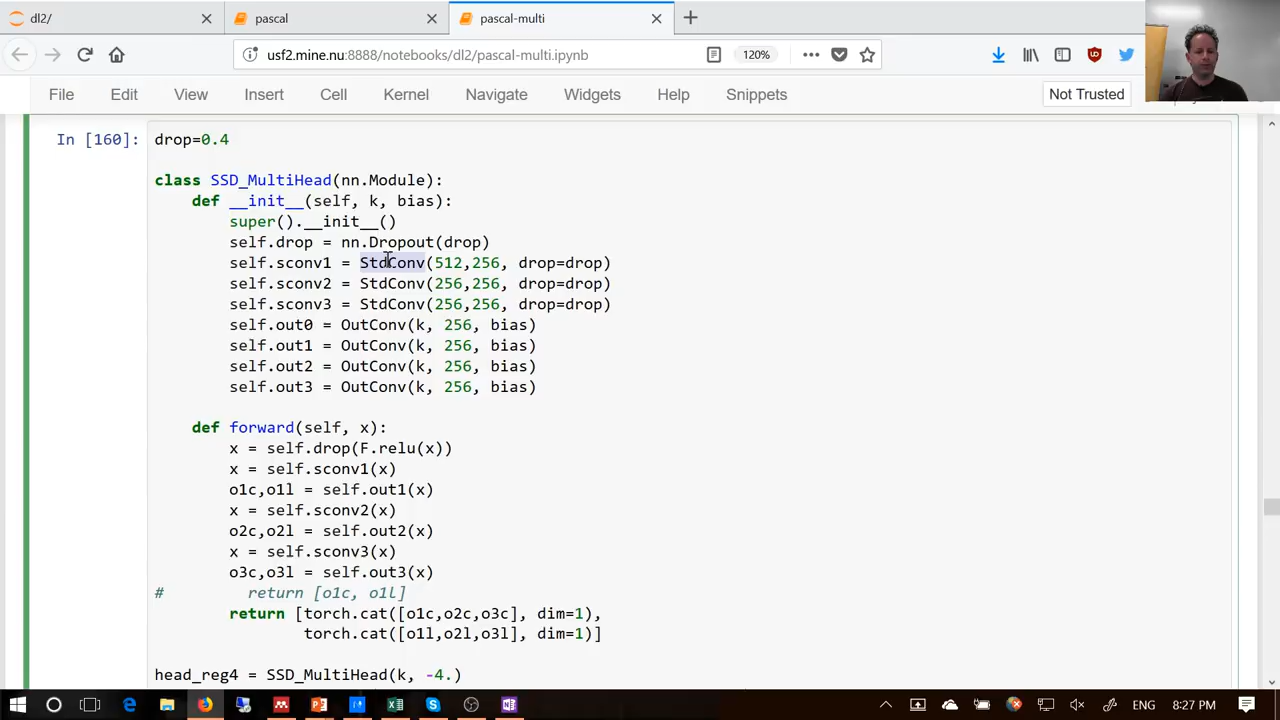 dl2/
pascal
pascal-multi
usf2.mine.nu:8888/notebooks/dl2/pascal-multi.ipynb
120%
File Edit View Insert Cell Kernel Navigate Widgets Help Snippets
Not Trusted
In [160]:
drop=0.4
class SSD_MultiHead(nn.Module):
def __init__(self, k, bias):
super().__init__()
self.drop = nn.Dropout(drop)
self.sconv1 = StdConv(512,256, drop=drop)
self.sconv2 = StdConv(256,256, drop=drop)
self.sconv3 = StdConv(256,256, drop=drop)
self.out0 = OutConv(k, 256, bias)
self.out1 = OutConv(k, 256, bias)
self.out2 = OutConv(k, 256, bias)
self.out3 = OutConv(k, 256, bias)
def forward(self, x):
x = self.drop(F.relu(x))
x = self.sconv1(x)
o1c,o1l = self.out1(x)
x = self.sconv2(x)
o2c,o2l = self.out2(x)
x = self.sconv3(x)
o3c,o3l = self.out3(x)
# return [o1c, o1l]
return [torch.cat([o1c,o2c,o3c], dim=1),
torch.cat([o1l,o2l,o3l], dim=1)]
head_reg4 = SSD_MultiHead(k, -4.)
ENG 8:27 PM